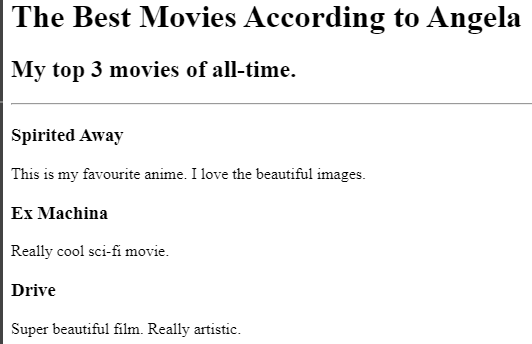 The Best Movies According to Angela
My top 3 movies of all-time.
Spirited Away
This is my favourite anime. I love the beautiful images.
Ex Machina
Really cool sci-fi movie.
Drive
Super beautiful film. Really artistic.